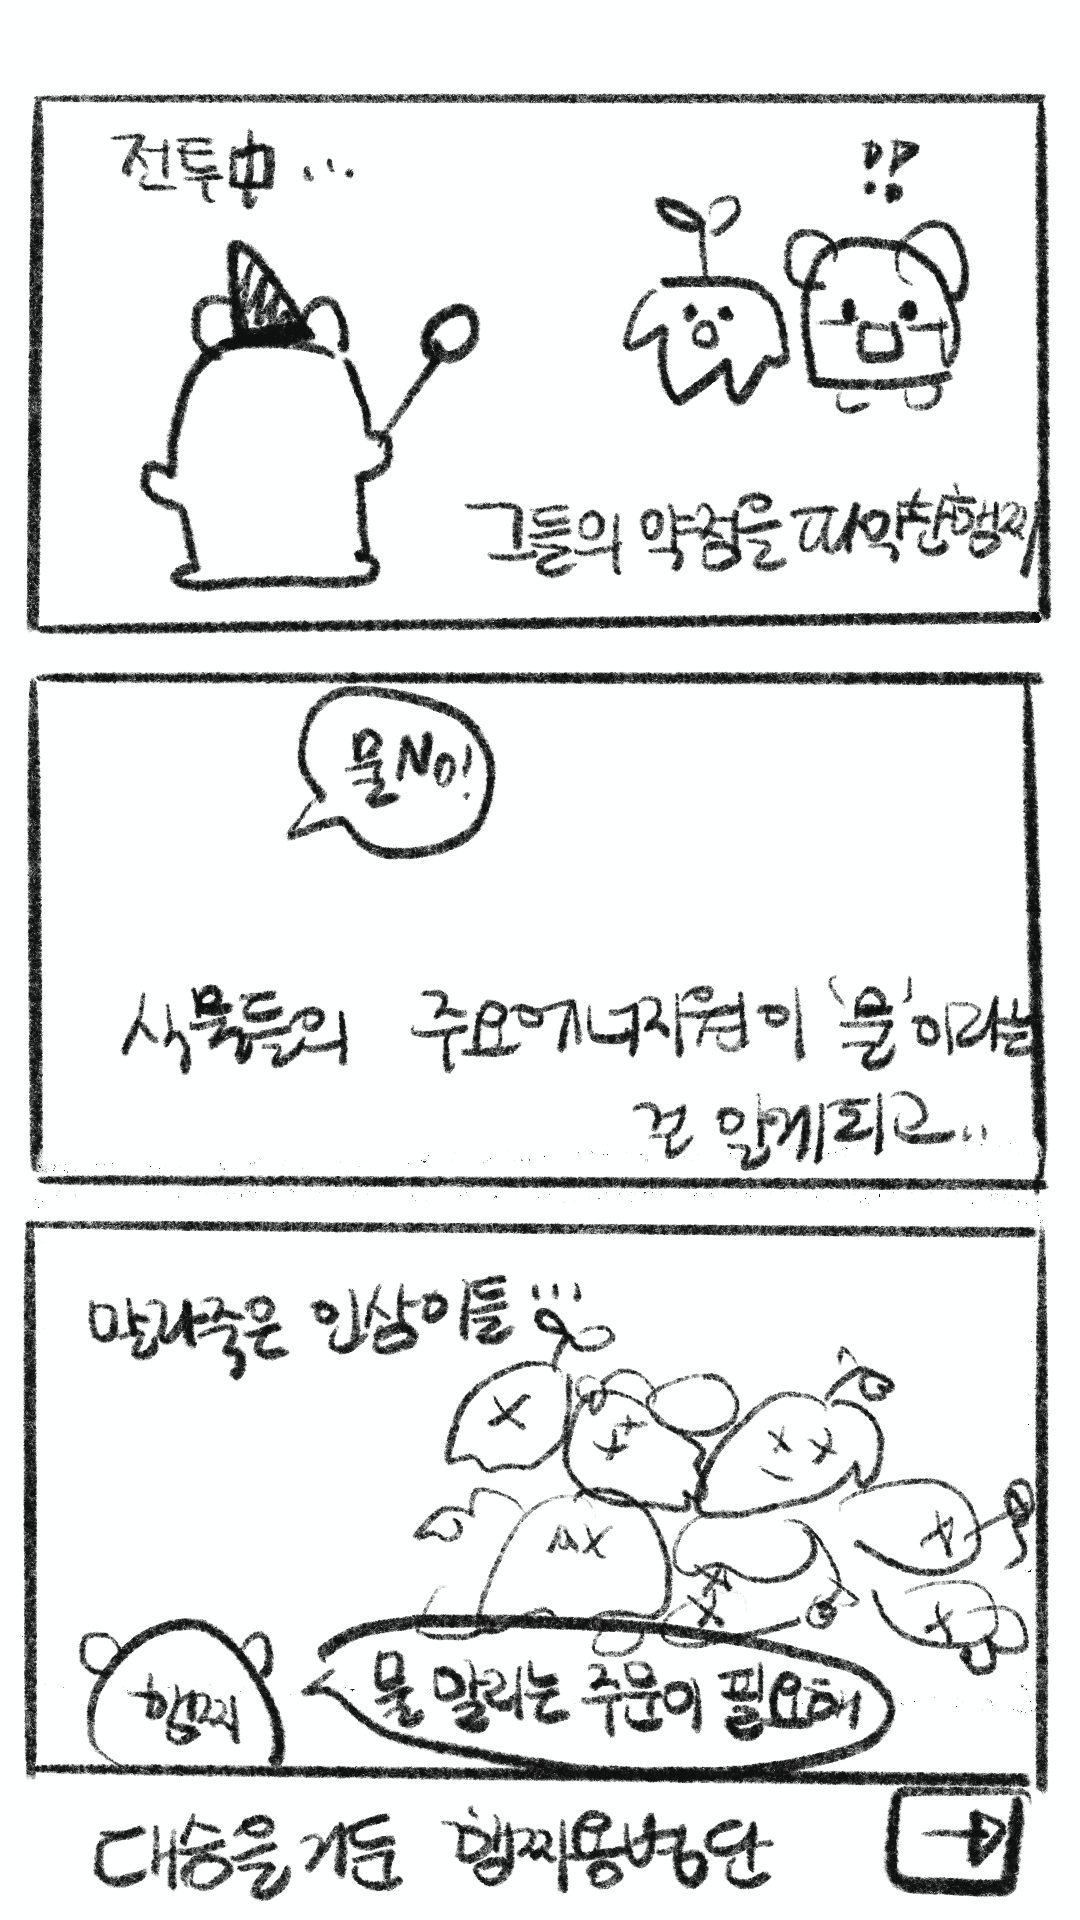 전투中...
!?
그들의 약점을 파악한 햄찌
물 No!
식물들의 주요에너지원이 '물'이라는
건 알게되고..
말라죽은 인삼이들...
햄찌
물 말리는 주문이 필요해
대승을 거둔 햄찌용병단